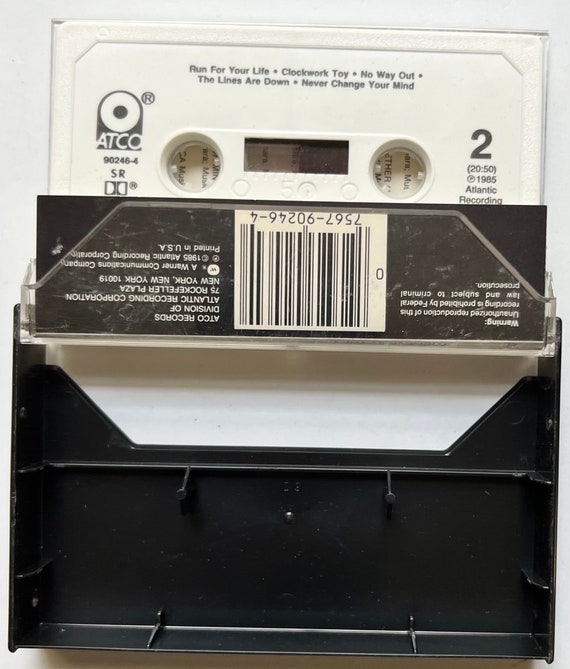 Run For Your Life • Clockwork Toy • No Way Out •
The Lines Are Down • Never Change Your Mind
®
ATCO
90246-4
SR
DD®
2
(20:50)
℗ 1985
Atlantic
Recording
ATCO RECORDS
DIVISION OF
ATLANTIC RECORDING CORPORATION
75 ROCKEFELLER PLAZA
NEW YORK, NEW YORK 10019
W ® A Warner Communications Company
℗ © 1985 Atlantic Recording Corporation
Printed in U.S.A.
7567-90246-4
0
Warning:
Unauthorized reproduction of this
recording is prohibited by Federal
law and subject to criminal
prosecution.